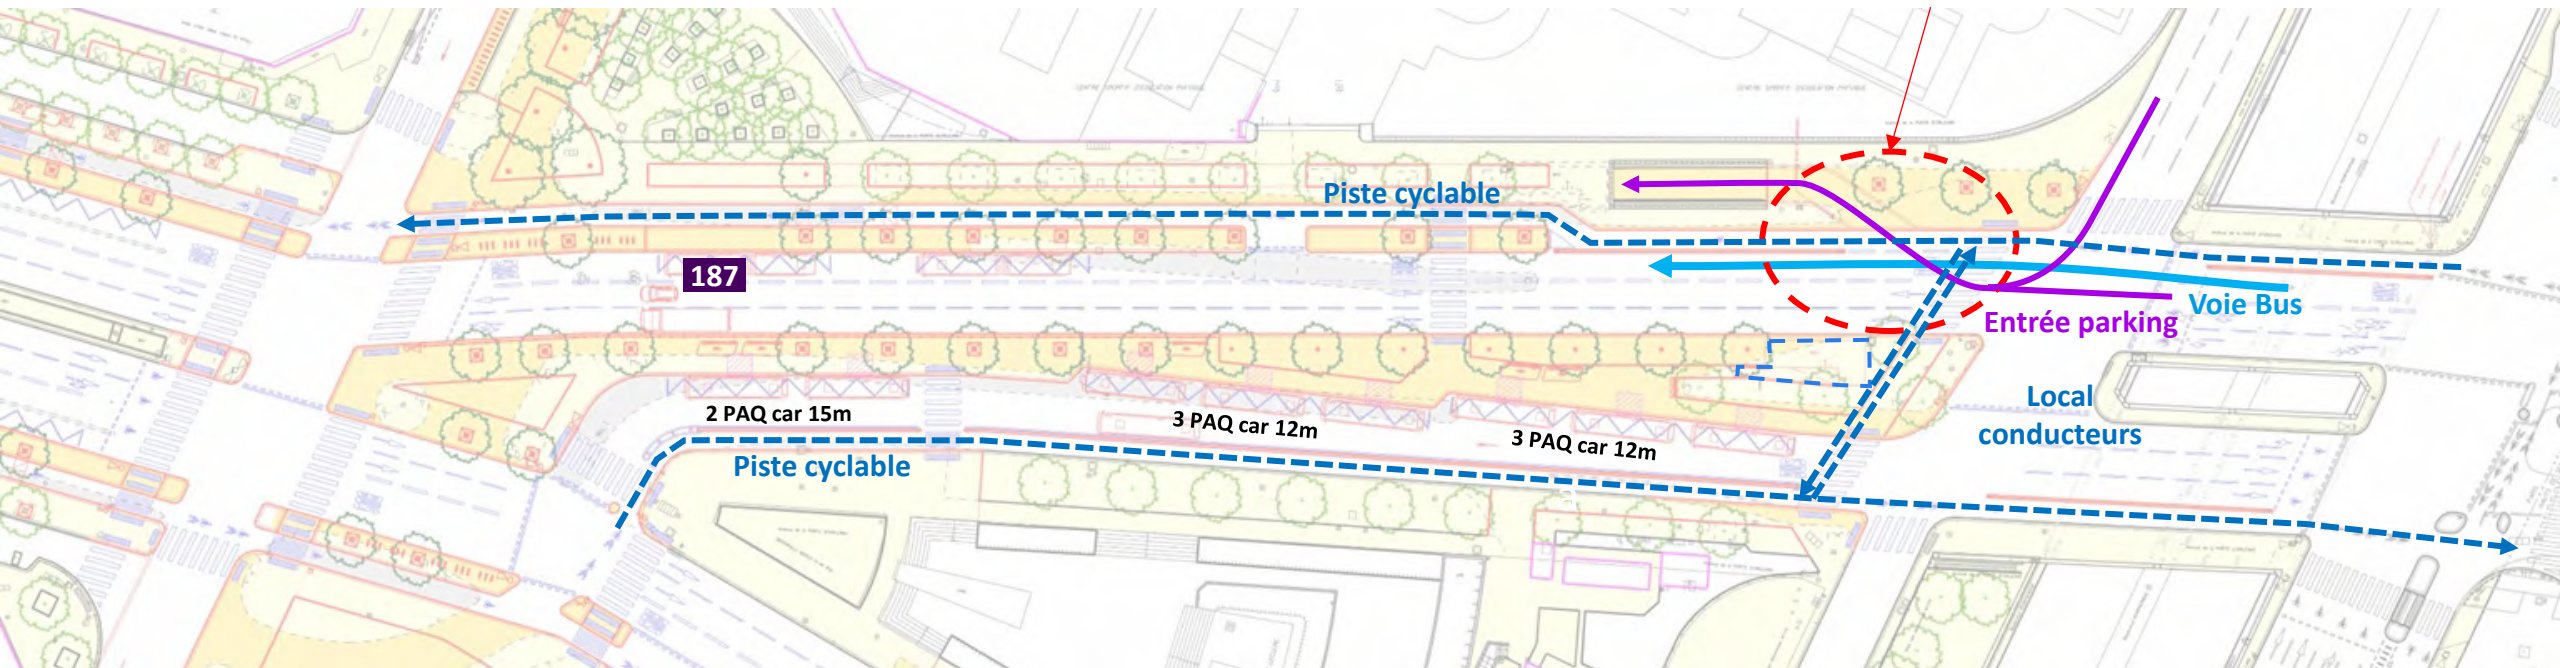 Piste cyclable
187
Voie Bus
Entrée parking
Local
conducteurs
2 PAQ car 15m
3 PAQ car 12m
3 PAQ car 12m
Piste cyclable